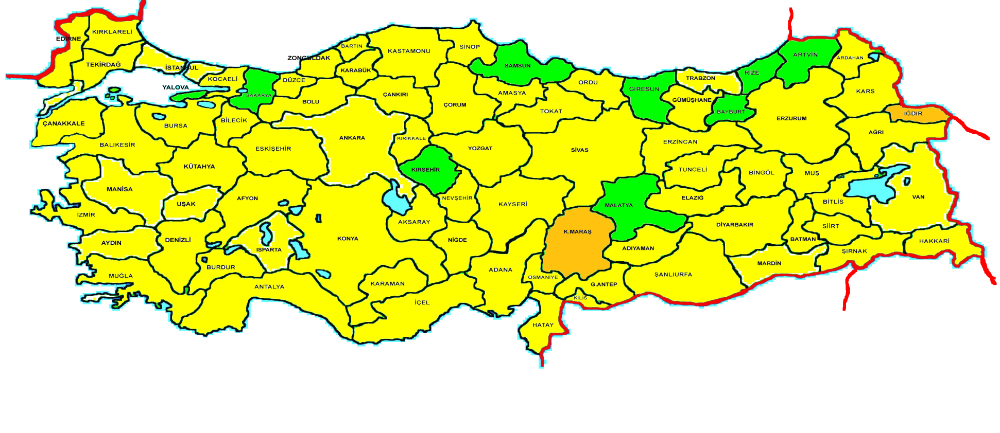 EDİRNE
KIRKLARELİ
TEKİRDAĞ
İSTANBUL
KOCAELİ
YALOVA
SAKARYA
DÜZCE
ZONGULDAK
BARTIN
KARABÜK
KASTAMONU
SİNOP
SAMSUN
ORDU
GİRESUN
TRABZON
RİZE
ARTVİN
ARDAHAN
KARS
IĞDIR
ÇANAKKALE
BALIKESİR
BURSA
BİLECİK
BOLU
ÇANKIRI
ÇORUM
AMASYA
TOKAT
GÜMÜŞHANE
BAYBURT
ERZURUM
AĞRI
KÜTAHYA
ESKİŞEHİR
ANKARA
KIRIKKALE
KIRŞEHİR
YOZGAT
SİVAS
ERZİNCAN
TUNCELİ
BİNGÖL
MUŞ
BİTLİS
VAN
MANİSA
UŞAK
AFYON
İZMİR
AYDIN
DENİZLİ
ISPARTA
BURDUR
MUĞLA
ANTALYA
KONYA
AKSARAY
NEVŞEHİR
NİĞDE
KAYSERİ
MALATYA
ELAZIĞ
DİYARBAKIR
BATMAN
SİİRT
ŞIRNAK
HAKKARİ
MARDİN
ŞANLIURFA
ADIYAMAN
K.MARAŞ
G.ANTEP
KİLİS
OSMANİYE
ADANA
HATAY
İÇEL
KARAMAN